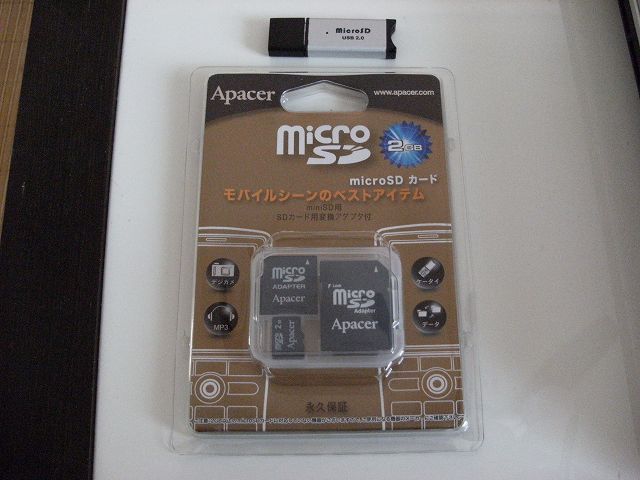 MicroSD
USB 2.0
Apacer
www.apacer.com
micro
SD
2GB
microSD カード
モバイルシーンのベストアイテム
miniSD用
SDカード用変換アダプタ付
デジカメ
MP3
ケータイ
データ
micro
SD
ADAPTER
Apacer
micro
SD
Adapter
Apacer
2
Apacer
永久保証